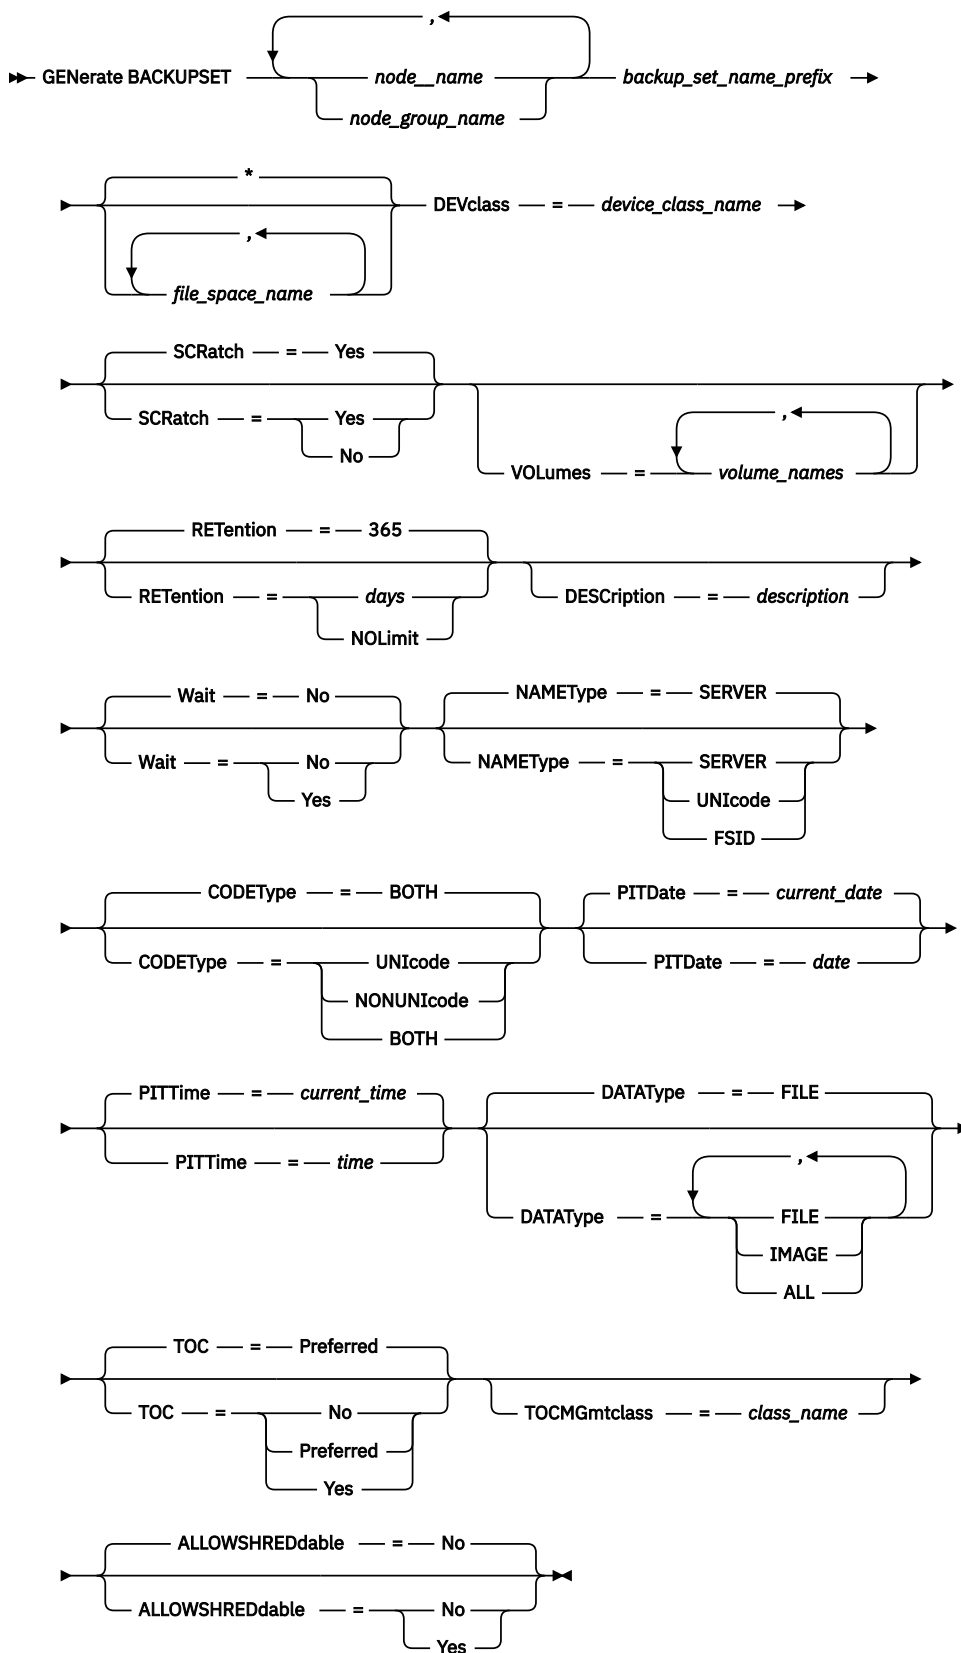 ,
GENerate BACKUPSET node__name backup_set_name_prefix
node_group_name
*
DEVclass = device_class_name
,
file_space_name
SCRatch = Yes
SCRatch = Yes
No
,
VOLumes = volume_names
RETention = 365
RETention = days
NOLimit
DESCription = description
Wait = No
Wait = No
Yes
NAMEType = SERVER
NAMEType = SERVER
UNIcode
FSID
CODEType = BOTH
CODEType = UNIcode
NONUNIcode
BOTH
PITDate = current_date
PITDate = date
PITTime = current_time
PITTime = time
DATAType = FILE
,
DATAType = FILE
IMAGE
ALL
TOC = Preferred
TOC = No
Preferred
Yes
TOCMGmtclass = class_name
ALLOWSHREDdable = No
ALLOWSHREDdable = No
Yes